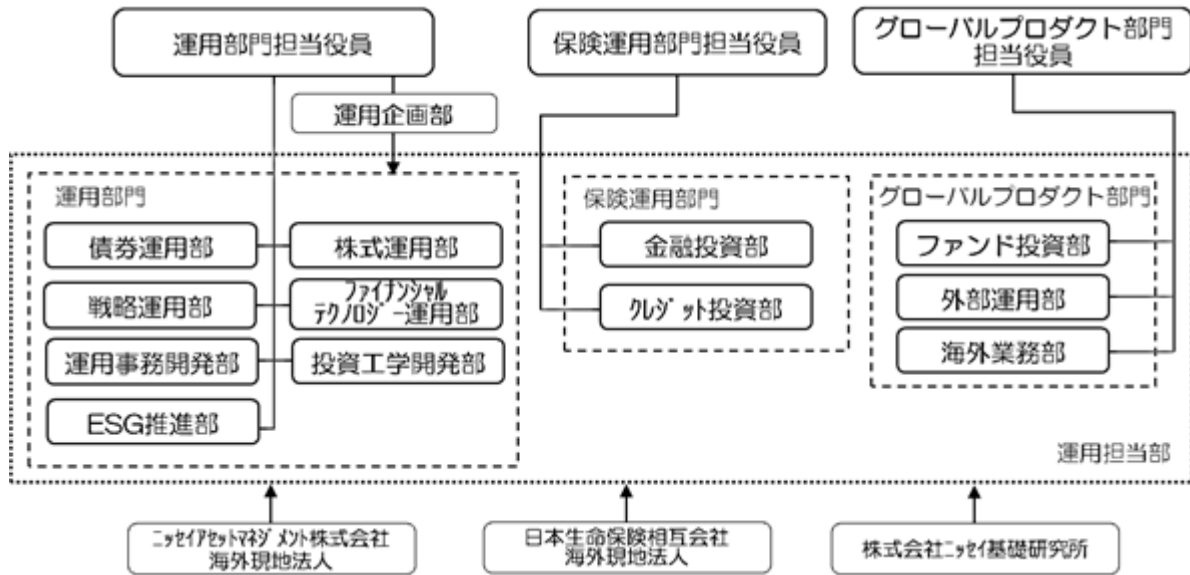 運用部門担当役員
保険運用部門担当役員
グローバルプロダクト部門
担当役員
運用企画部
運用部門
債券運用部
株式運用部
戦略運用部
ファイナンシャル
テクノロジー運用部
運用事務開発部
投資工学開発部
ESG推進部
保険運用部門
金融投資部
クレジット投資部
グローバルプロダクト部門
ファンド投資部
外部運用部
海外業務部
運用担当部
ニッセイアセットマネジメント株式会社
海外現地法人
日本生命保険相互会社
海外現地法人
株式会社ニッセイ基礎研究所